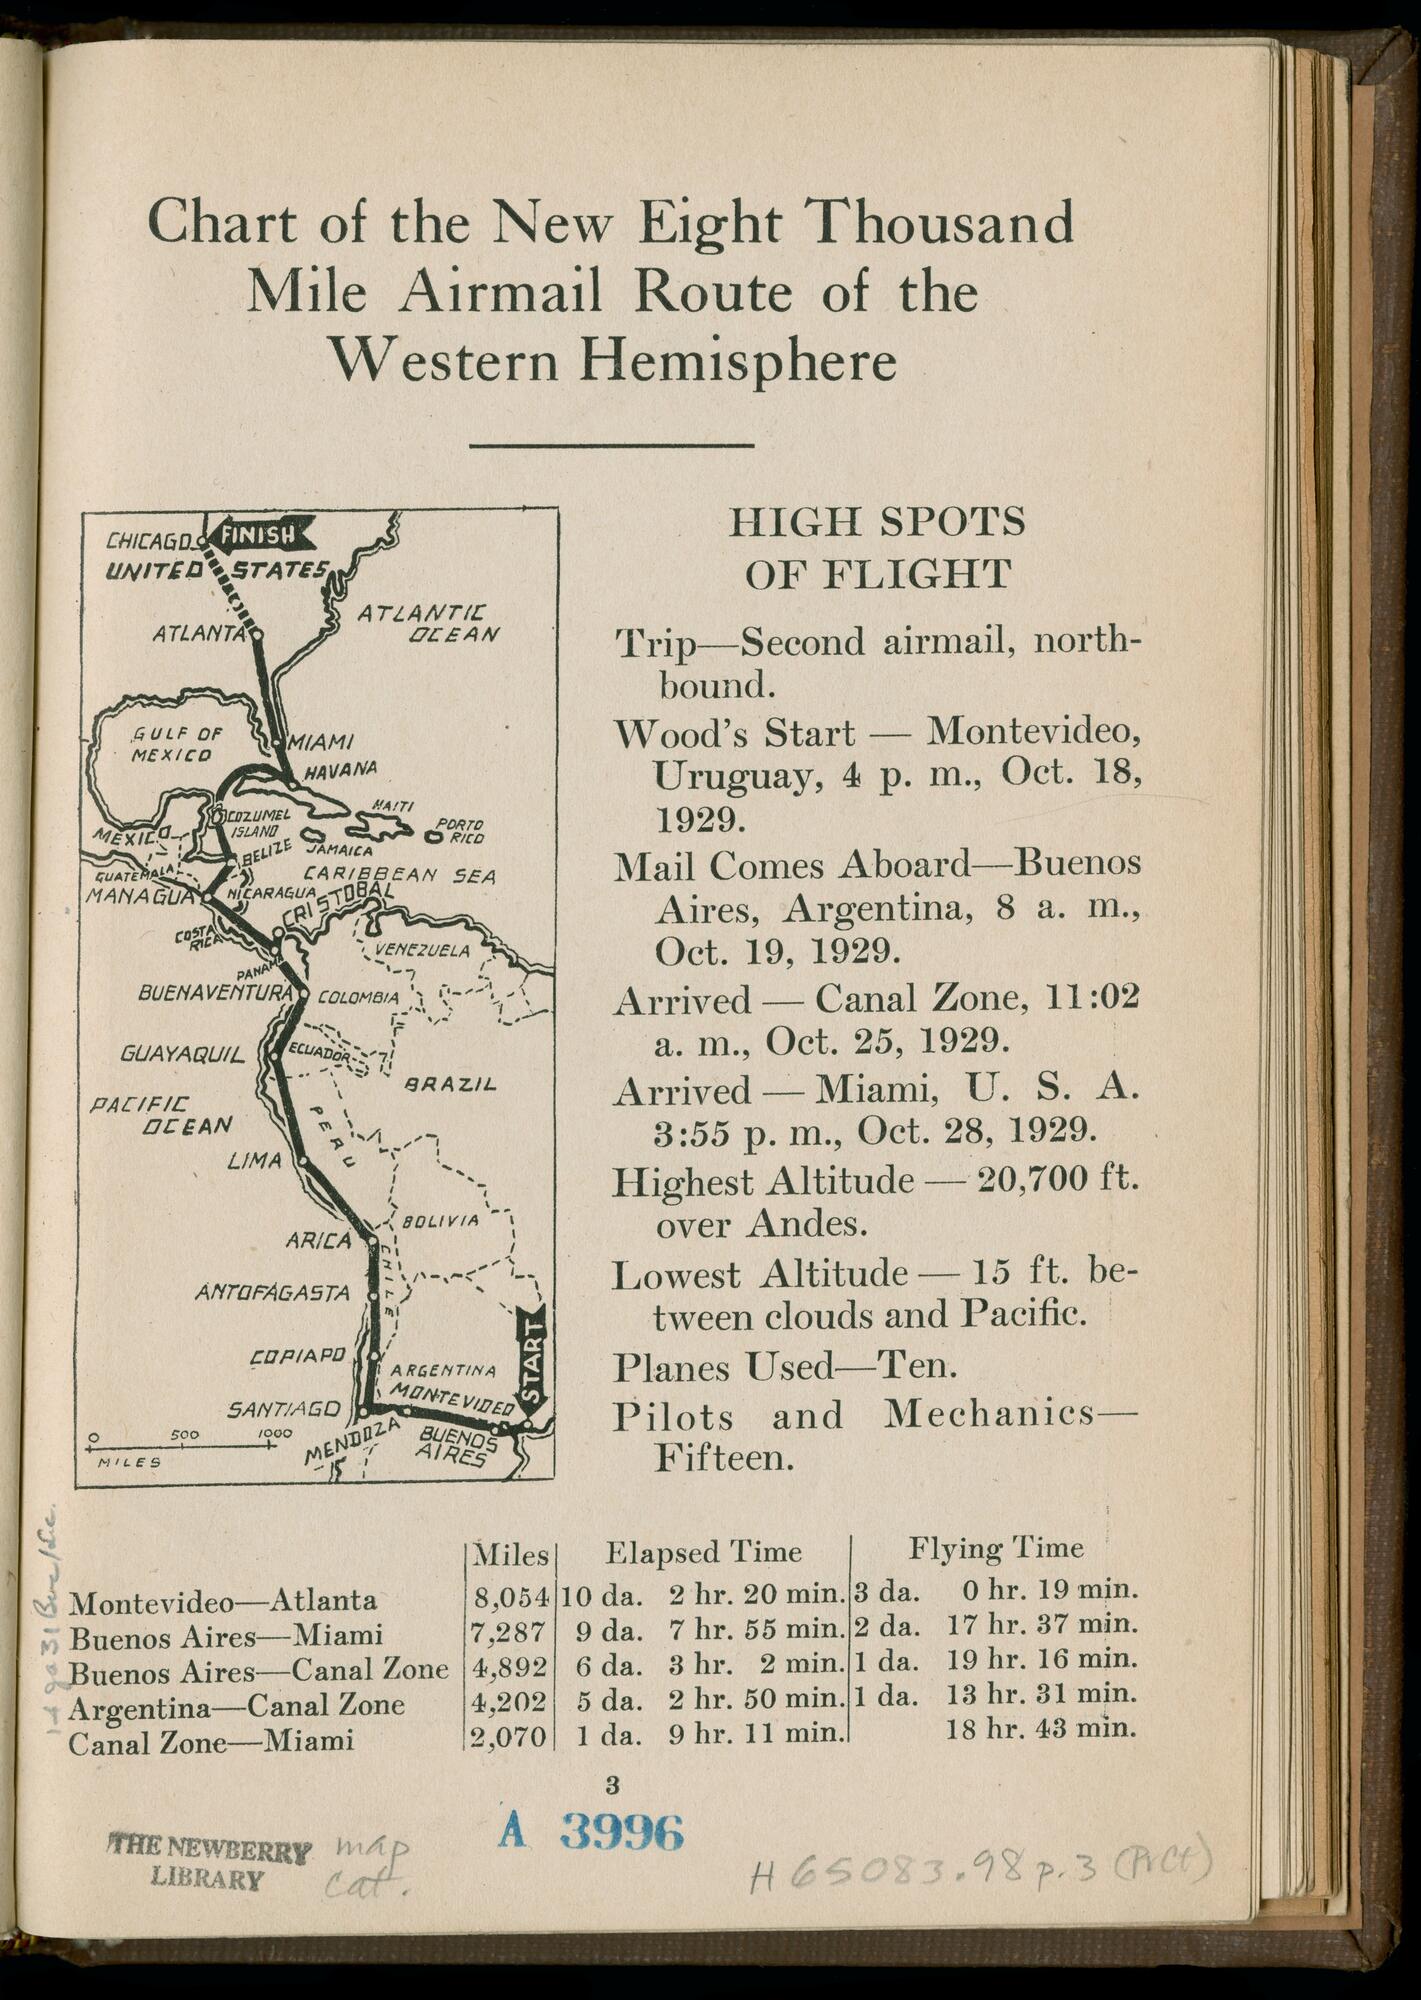 Chart of the New Eight Thousand
Mile Airmail Route of the
Western Hemisphere
CHICAGO
FINISH
UNITED STATES
ATLANTIC
OCEAN
ATLANTA
GULF OF
MEXICO
MIAMI
HAVANA
COZUMEL
ISLAND
HAITI
PORTO
RICO
MEXICO
BELIZE
JAMAICA
GUATEMALA
CARIBBEAN SEA
MANAGUA
NICARAGUA
CRISTOBAL
COSTA
RICA
VENEZUELA
PANAMA
BUENAVENTURA
COLOMBIA
GUAYAQUIL
ECUADOR
BRAZIL
PACIFIC
OCEAN
PERU
LIMA
BOLIVIA
ARICA
CHILE
ANTOFAGASTA
START
COPIAPO
ARGENTINA
MONTEVIDEO
SANTIAGO
MENDOZA
BUENOS
AIRES
0 500 1000
MILES
HIGH SPOTS
OF FLIGHT
Trip—Second airmail, north-
bound.
Wood's Start — Montevideo,
Uruguay, 4 p. m., Oct. 18,
1929.
Mail Comes Aboard—Buenos
Aires, Argentina, 8 a. m.,
Oct. 19, 1929.
Arrived — Canal Zone, 11:02
a. m., Oct. 25, 1929.
Arrived — Miami, U. S. A.
3:55 p. m., Oct. 28, 1929.
Highest Altitude — 20,700 ft.
over Andes.
Lowest Altitude — 15 ft. be-
tween clouds and Pacific.
Planes Used—Ten.
Pilots and Mechanics—
Fifteen.
Miles Elapsed Time Flying Time
Montevideo—Atlanta 8,054 10 da. 2 hr. 20 min. 3 da. 0 hr. 19 min.
Buenos Aires—Miami 7,287 9 da. 7 hr. 55 min. 2 da. 17 hr. 37 min.
Buenos Aires—Canal Zone 4,892 6 da. 3 hr. 2 min. 1 da. 19 hr. 16 min.
Argentina—Canal Zone 4,202 5 da. 2 hr. 50 min. 1 da. 13 hr. 31 min.
Canal Zone—Miami 2,070 1 da. 9 hr. 11 min. 18 hr. 43 min.
3
A 3996
THE NEWBERRY
LIBRARY
map
cat.
H 65083.98 p.3 (PrCt)